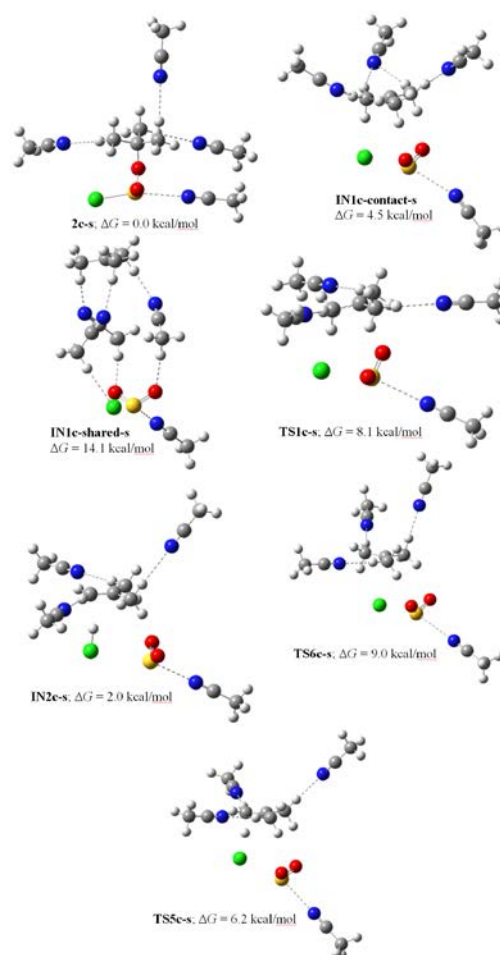 2c-s; ΔG = 0.0 kcal/mol
IN1c-contact-s
ΔG = 4.5 kcal/mol
IN1c-shared-s
ΔG = 14.1 kcal/mol
TS1c-s; ΔG = 8.1 kcal/mol
IN2c-s; ΔG = 2.0 kcal/mol
TS6c-s; ΔG = 9.0 kcal/mol
TS5c-s; ΔG = 6.2 kcal/mol